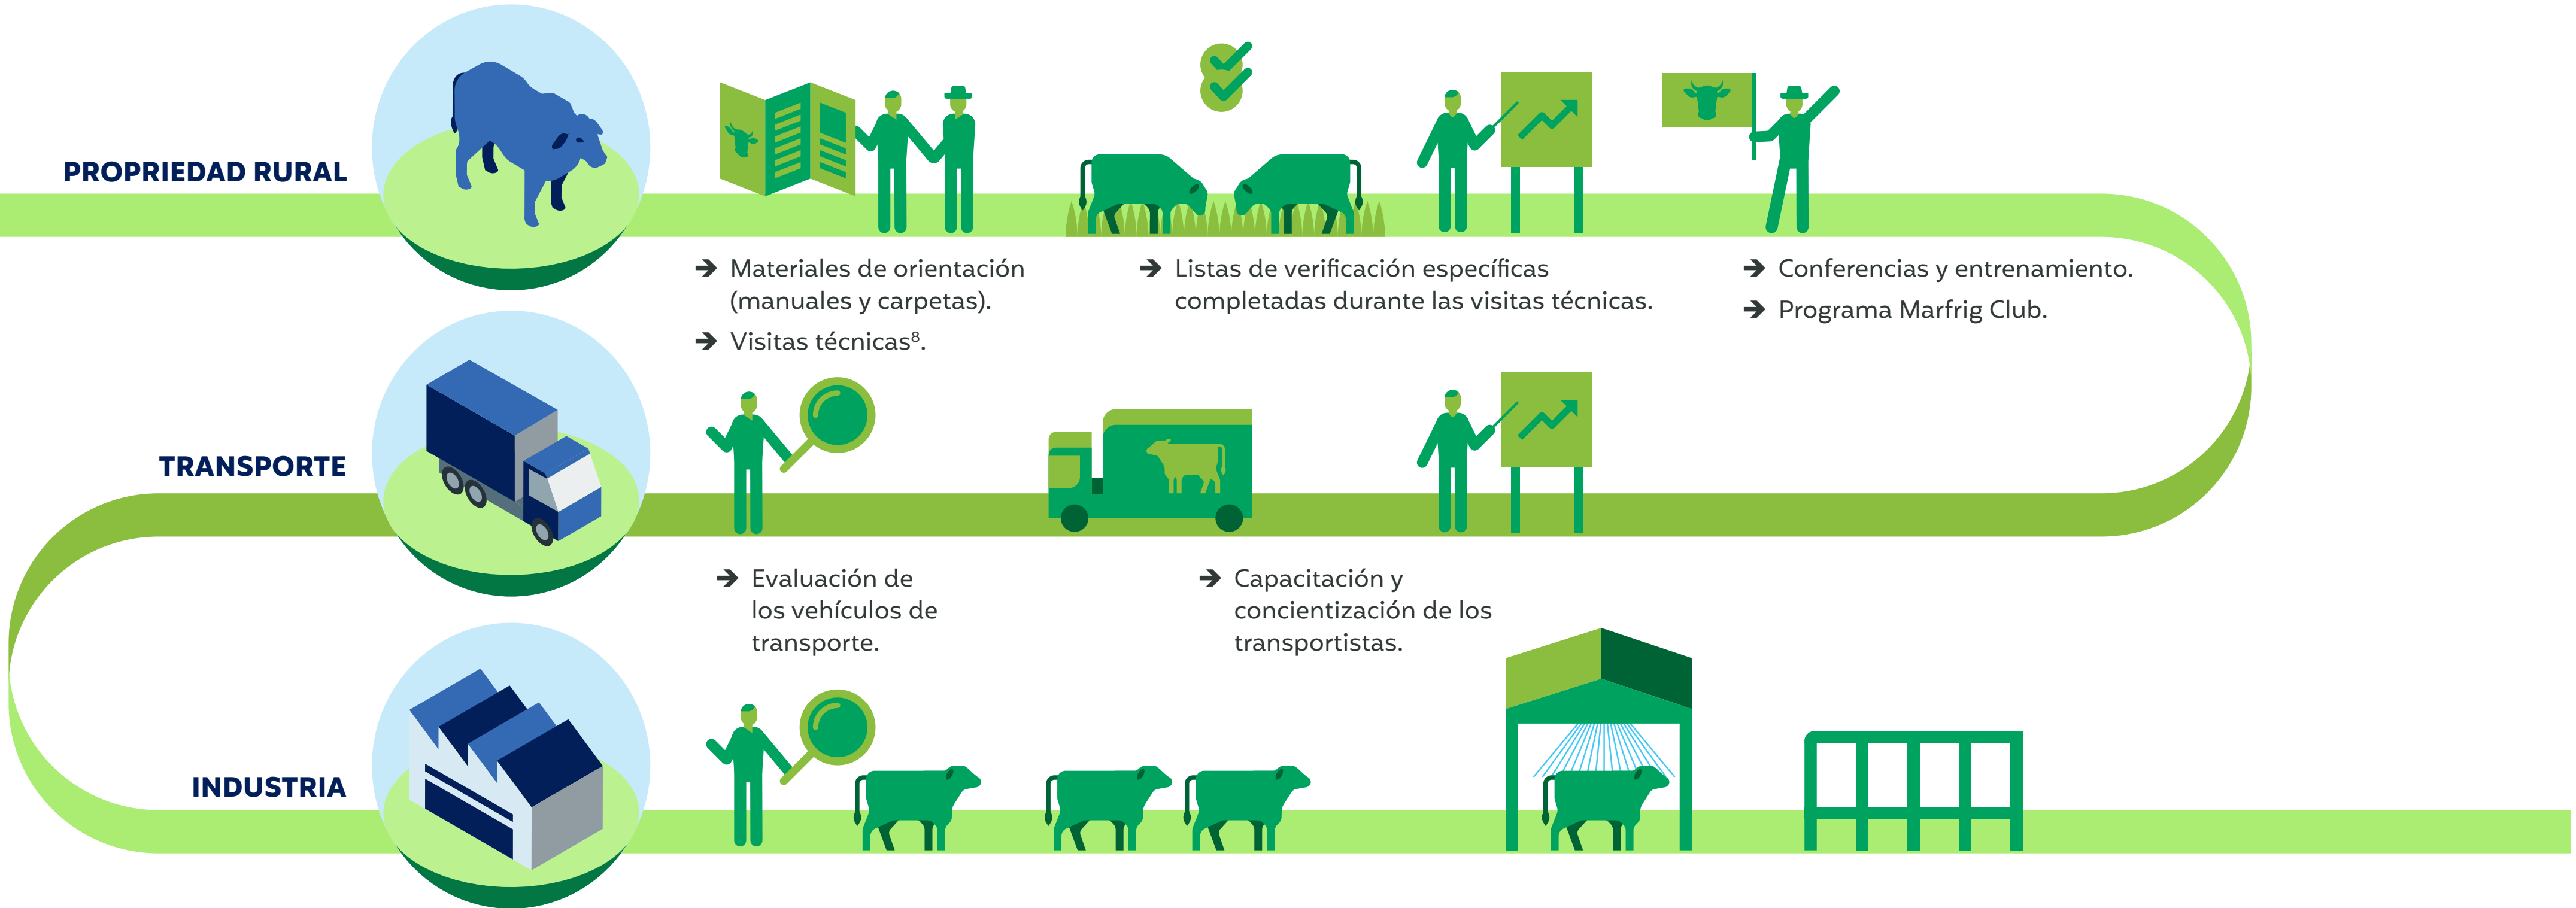 PROPRIEDAD RURAL
➔ Materiales de orientación
(manuales y carpetas).
➔ Visitas técnicas⁸.
➔ Listas de verificación específicas
completadas durante las visitas técnicas.
➔ Conferencias y entrenamiento.
➔ Programa Marfrig Club.
TRANSPORTE
➔ Evaluación de
los vehículos de
transporte.
➔ Capacitación y
concientización de los
transportistas.
INDUSTRIA